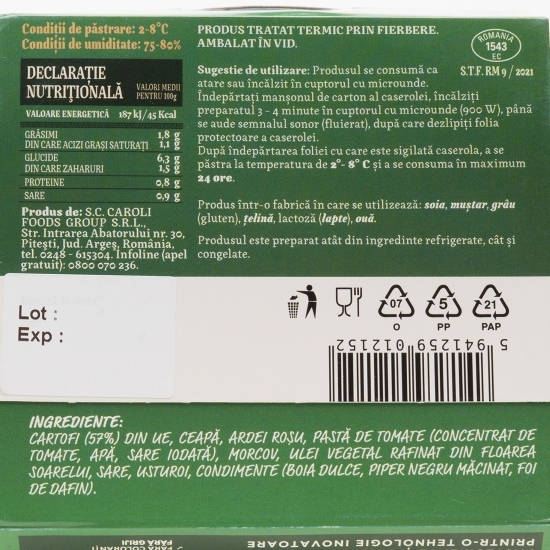 Condiții de păstrare: 2-8°C
Condiții de umiditate: 75-80%
DECLARAȚIE
NUTRIȚIONALĂ
VALORI MEDII
PENTRU 100g
VALOARE ENERGETICĂ 187 kJ/45 Kcal
GRĂSIMI 1,8 g
DIN CARE ACIZI GRAȘI SATURAȚI 1,1 g
GLUCIDE 6,3 g
DIN CARE ZAHARURI 1,5 g
PROTEINE 0,8 g
SARE 0,9 g
Produs de: S.C. CAROLI
FOODS GROUP S.R.L.,
Str. Intrarea Abatorului nr. 30,
Pitești, Jud. Argeș, România,
tel. 0248 - 615304. Infoline (apel
gratuit): 0800 070 236.
PRODUS TRATAT TERMIC PRIN FIERBERE.
AMBALAT ÎN VID.
ROMANIA
1543
EC
S.T.F. RM 9 / 2021
Sugestie de utilizare: Produsul se consumă ca
atare sau încălzit în cuptorul cu microunde.
Îndepărtați manșonul de carton al caserolei, încălziți
preparatul 3 - 4 minute în cuptorul cu microunde (900 W), până
se aude semnalul sonor (fluierat), după care dezlipiți folia
protectoare a caserolei.
După îndepărtarea foliei cu care este sigilată caserola, a se
păstra la temperatura de 2°- 8° C și a se consuma în maximum
24 ore.
Produs într-o fabrică în care se utilizează: soia, muștar, grâu
(gluten), țelină, lactoză (lapte), ouă.
Produsul este preparat atât din ingrediente refrigerate, cât și
congelate.
Lot :
Exp :
07
O
5
PP
21
PAP
5 941259 012152
INGREDIENTE:
CARTOFI (57%) DIN UE, CEAPĂ, ARDEI ROȘU, PASTĂ DE TOMATE (CONCENTRAT DE
TOMATE, APĂ, SARE IODATĂ), MORCOV, ULEI VEGETAL RAFINAT DIN FLOAREA
SOARELUI, SARE, USTUROI, CONDIMENTE (BOIA DULCE, PIPER NEGRU MĂCINAT, FOI
DE DAFIN).
PRINTR-O TEHNOLOGIE INOVATOARE
FĂRĂ COLORANȚI
FĂRĂ GRIJI